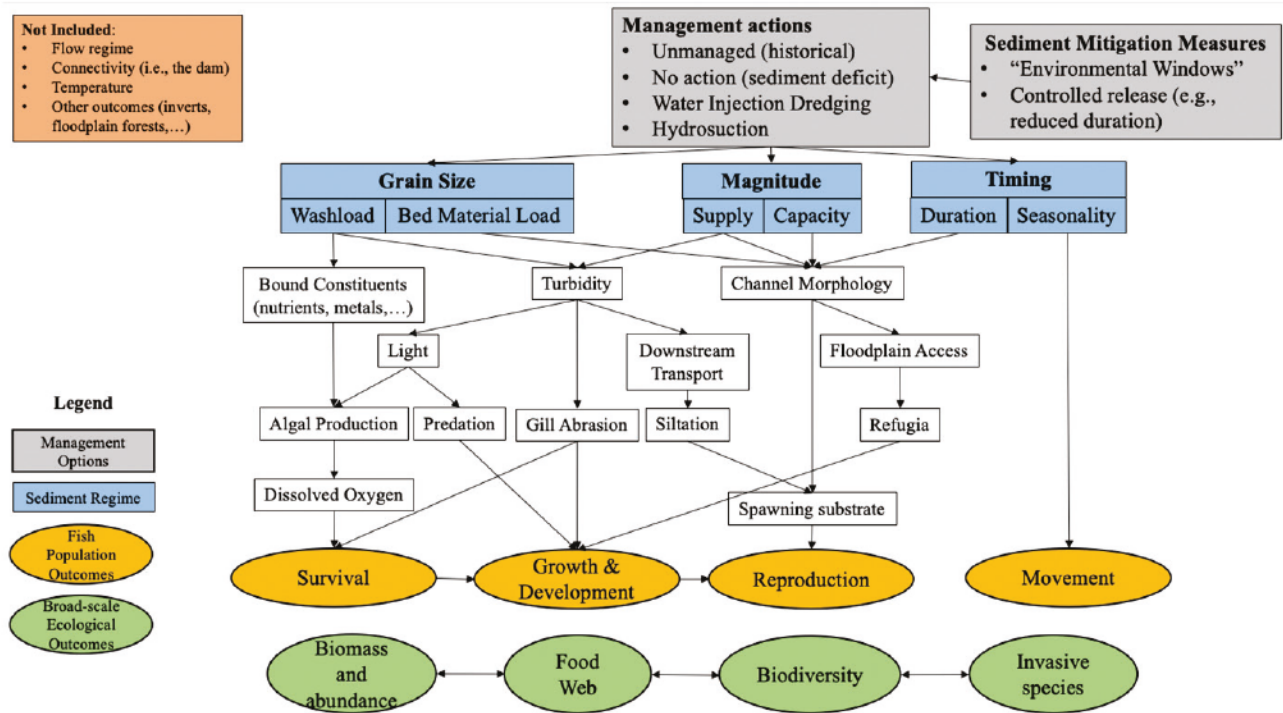 Not Included:
• Flow regime
• Connectivity (i.e., the dam)
• Temperature
• Other outcomes (inverts,
floodplain forests,…)
Management actions
• Unmanaged (historical)
• No action (sediment deficit)
• Water Injection Dredging
• Hydrosuction
Sediment Mitigation Measures
• “Environmental Windows”
• Controlled release (e.g.,
reduced duration)
Grain Size
Washload
Bed Material Load
Magnitude
Supply
Capacity
Timing
Duration
Seasonality
Bound Constituents
(nutrients, metals,…)
Turbidity
Channel Morphology
Light
Downstream
Transport
Floodplain Access
Algal Production
Predation
Gill Abrasion
Siltation
Refugia
Dissolved Oxygen
Spawning substrate
Survival
Growth &
Development
Reproduction
Movement
Biomass
and
abundance
Food
Web
Biodiversity
Invasive
species
Legend
Management
Options
Sediment Regime
Fish
Population
Outcomes
Broad-scale
Ecological
Outcomes